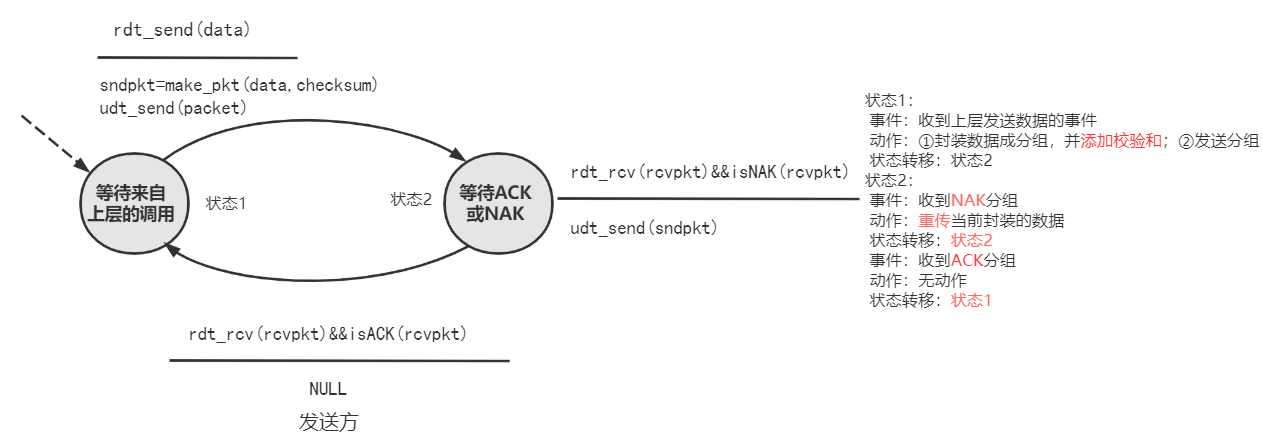 rdt_send(data)
sndpkt=make_pkt(data,checksum)
udt_send(packet)
等待来自
上层的调用
状态1
状态2
等待ACK
或NAK
rdt_rcv(rcvpkt)&&isNAK(rcvpkt)
udt_send(sndpkt)
rdt_rcv(rcvpkt)&&isACK(rcvpkt)
NULL
发送方
状态1:
事件：收到上层发送数据的事件
动作：①封装数据成分组，并添加校验和；②发送分组
状态转移：状态2
状态2:
事件：收到NAK分组
动作：重传当前封装的数据
状态转移：状态2
事件：收到ACK分组
动作：无动作
状态转移：状态1